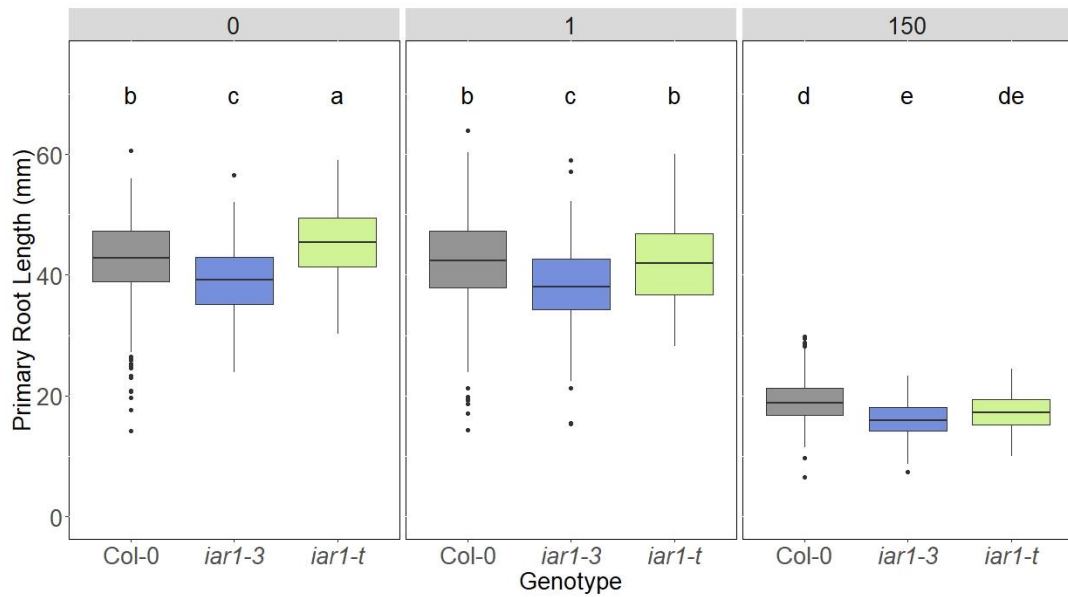 0 1 150
b c a b c b d e de
Primary Root Length (mm)
60
40
20
0
Col-0 iar1-3 iar1-t Col-0 iar1-3 iar1-t Col-0 iar1-3 iar1-t
Genotype